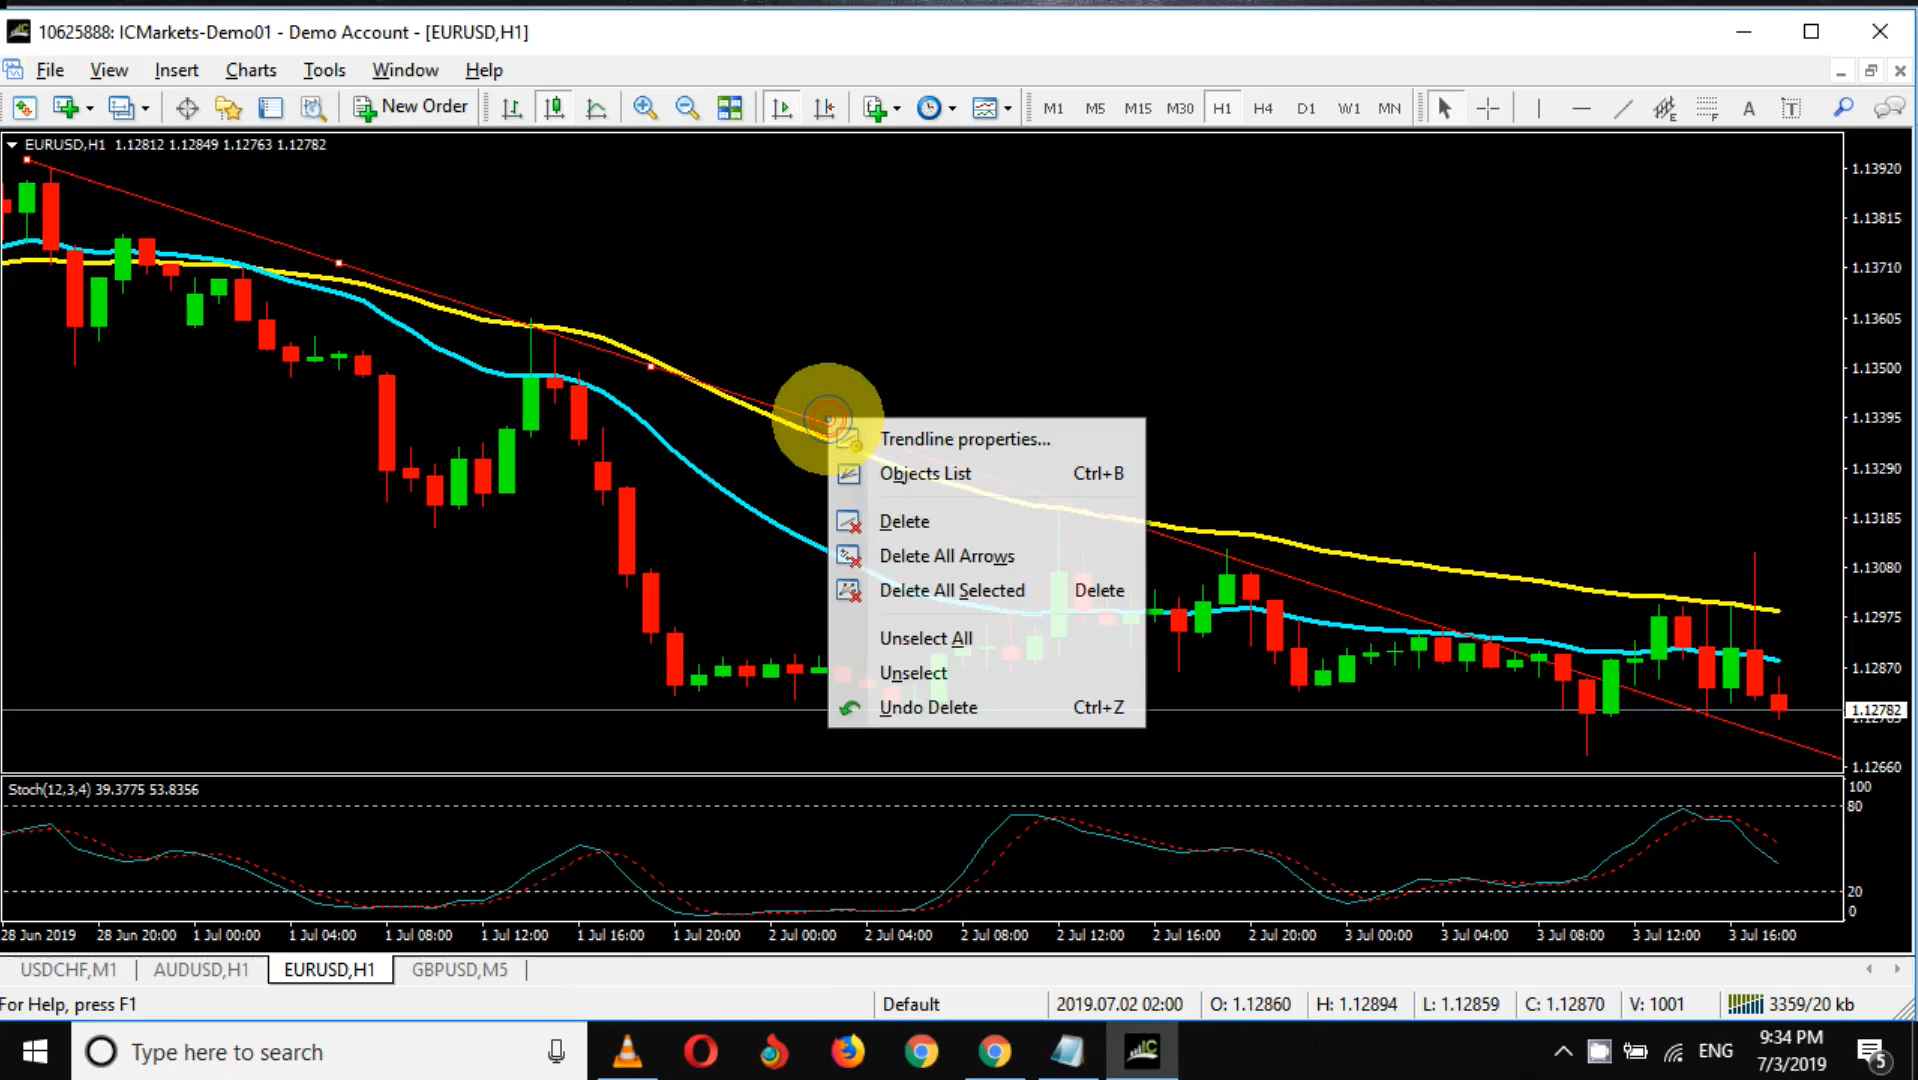 10625888: ICMarkets-Demo01 - Demo Account - [EURUSD,H1]
File View Insert Charts Tools Window Help
New Order M1 M5 M15 M30 H1 H4 D1 W1 MN A T
EURUSD,H1 1.12812 1.12849 1.12763 1.12782
1.13920
1.13815
1.13710
1.13605
1.13500
1.13395
1.13290
1.13185
1.13080
1.12975
1.12870
1.12782
1.12660
Trendline properties...
Objects List Ctrl+B
Delete
Delete All Arrows
Delete All Selected Delete
Unselect All
Unselect
Undo Delete Ctrl+Z
Stoch(12,3,4) 39.3775 53.8356
100
80
20
0
28 Jun 2019 28 Jun 20:00 1 Jul 00:00 1 Jul 04:00 1 Jul 08:00 1 Jul 12:00 1 Jul 16:00 1 Jul 20:00 2 Jul 00:00 2 Jul 04:00 2 Jul 08:00 2 Jul 12:00 2 Jul 16:00 2 Jul 20:00 3 Jul 00:00 3 Jul 04:00 3 Jul 08:00 3 Jul 12:00 3 Jul 16:00
USDCHF,M1 AUDUSD,H1 EURUSD,H1 GBPUSD,M5
For Help, press F1 Default 2019.07.02 02:00 O: 1.12860 H: 1.12894 L: 1.12859 C: 1.12870 V: 1001 3359/20 kb
Type here to search IC ENG 9:34 PM
7/3/2019 5